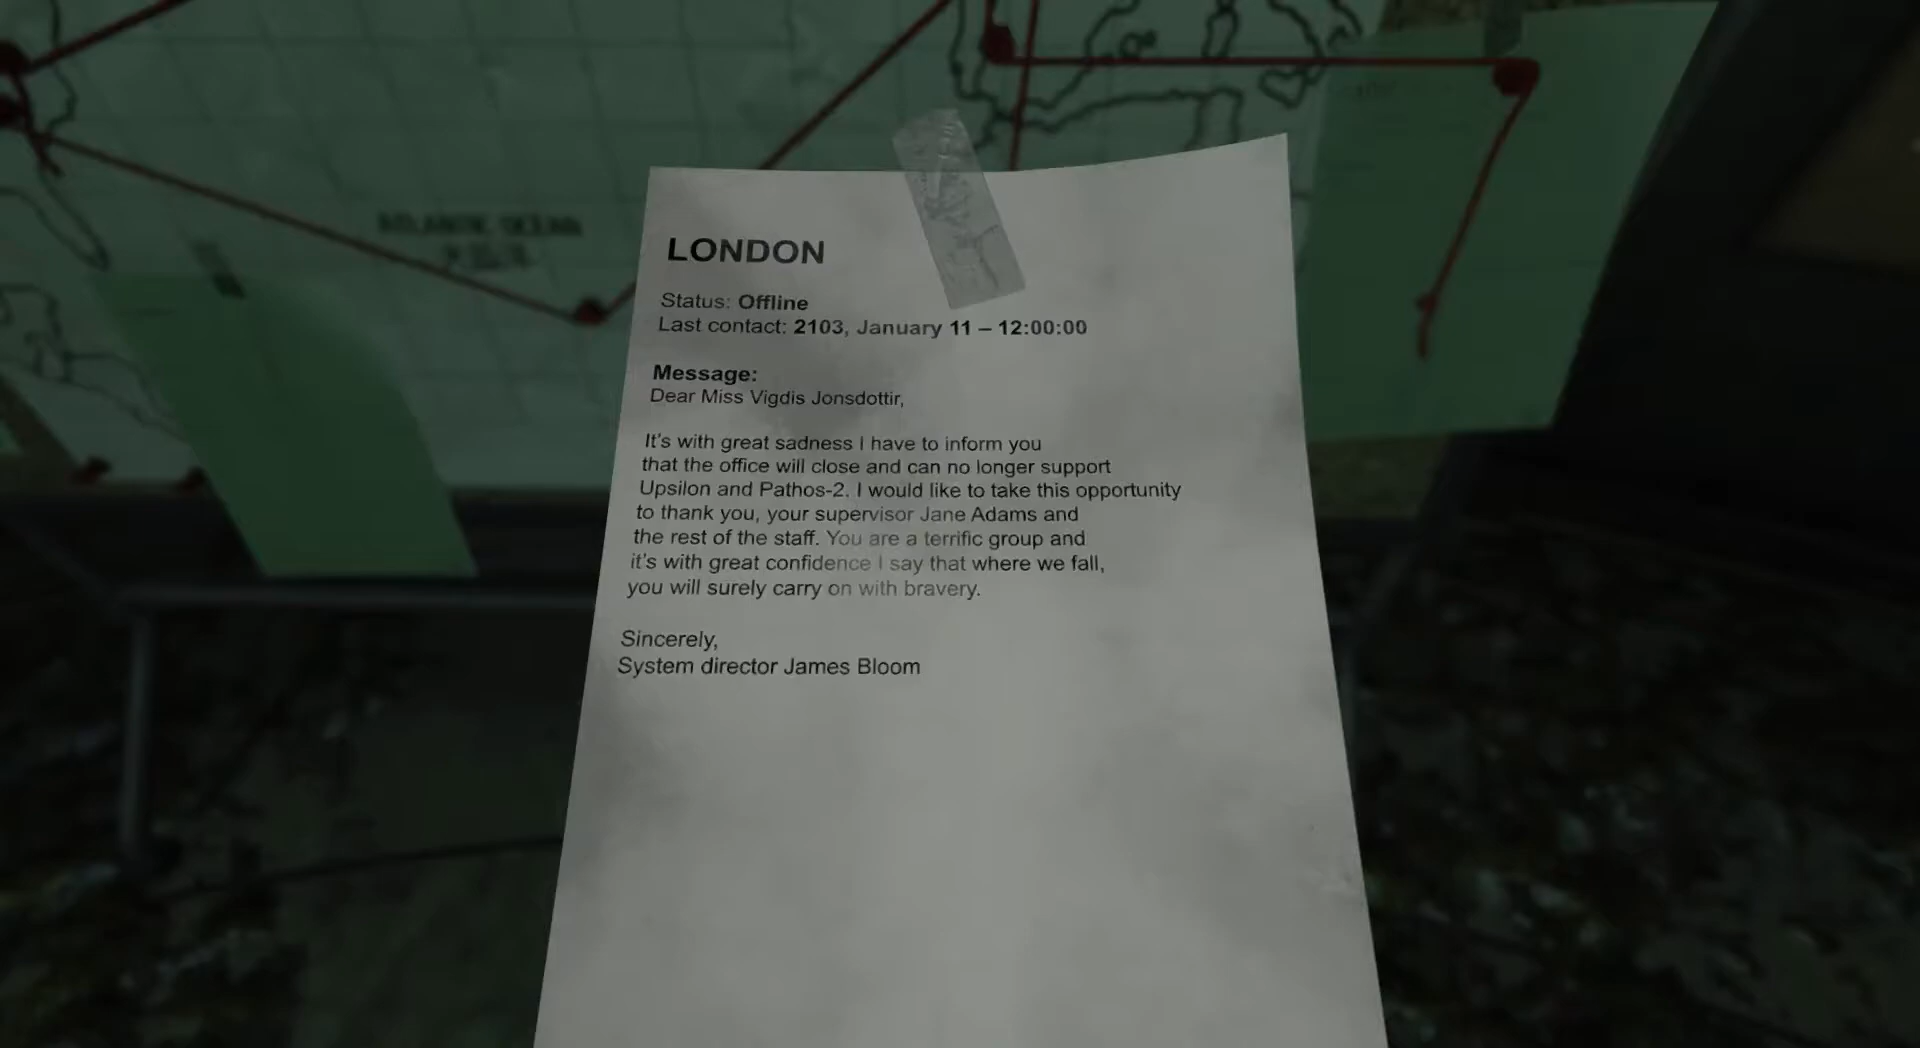 ATLANTIC OCEAN
LONDON
Status: Offline
Last contact: 2103, January 11 – 12:00:00
Message:
Dear Miss Vigdis Jonsdottir,
It's with great sadness I have to inform you
that the office will close and can no longer support
Upsilon and Pathos-2. I would like to take this opportunity
to thank you, your supervisor Jane Adams and
the rest of the staff. You are a terrific group and
it's with great confidence I say that where we fall,
you will surely carry on with bravery.
Sincerely,
System director James Bloom